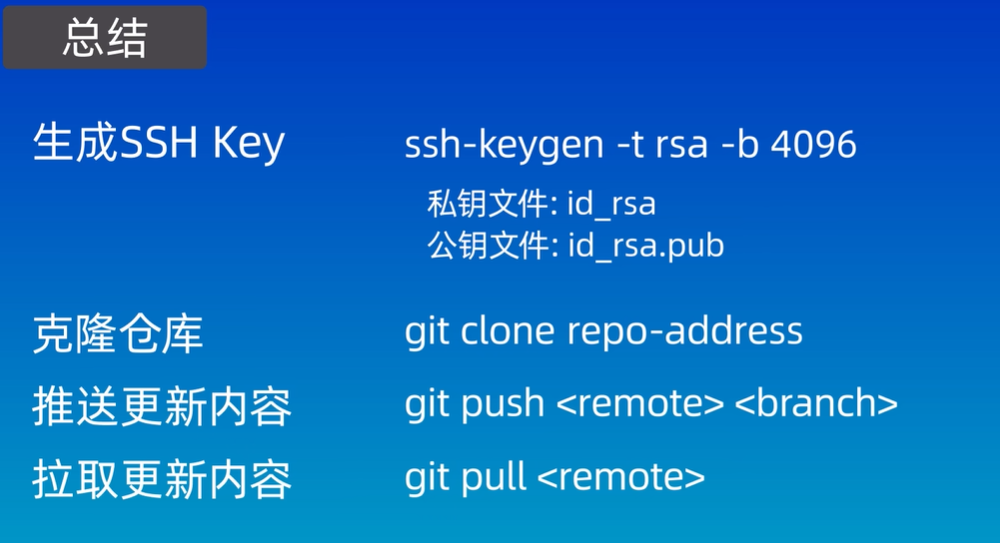 总结
生成SSH Key ssh-keygen -t rsa -b 4096
私钥文件: id_rsa
公钥文件: id_rsa.pub
克隆仓库 git clone repo-address
推送更新内容 git push <remote> <branch>
拉取更新内容 git pull <remote>